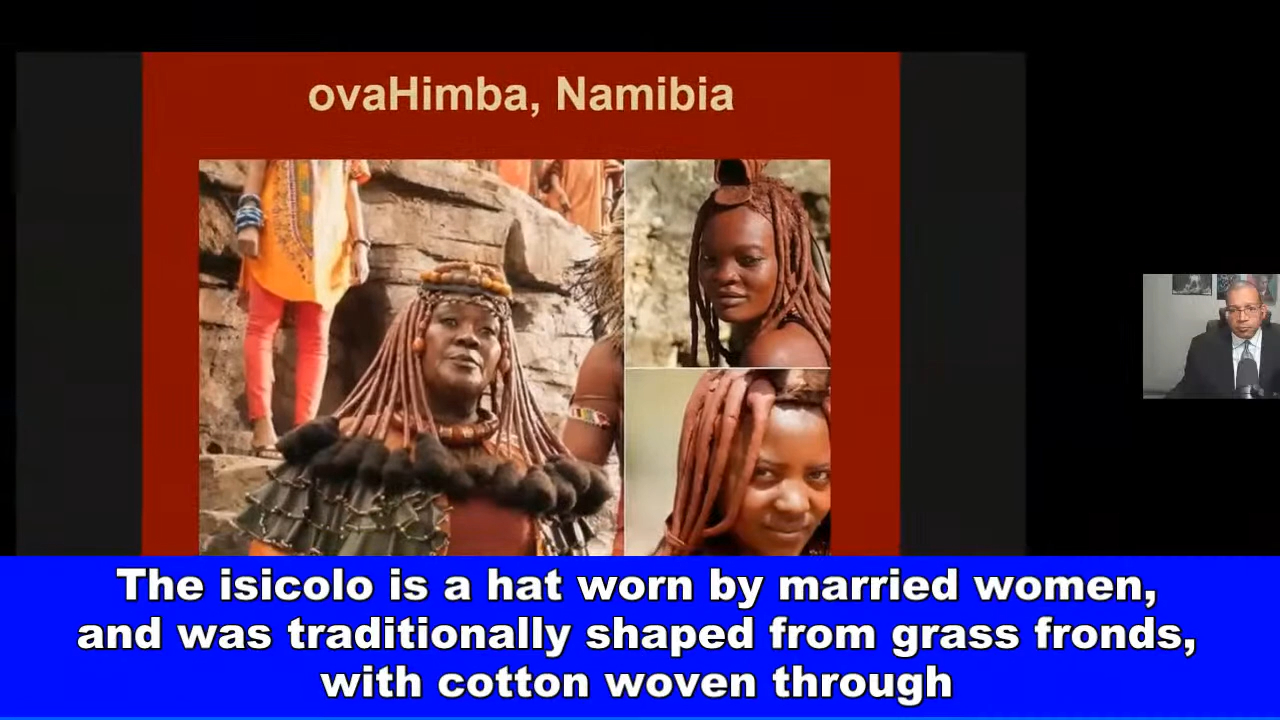 ovaHimba, Namibia
The isicolo is a hat worn by married women,
and was traditionally shaped from grass fronds,
with cotton woven through